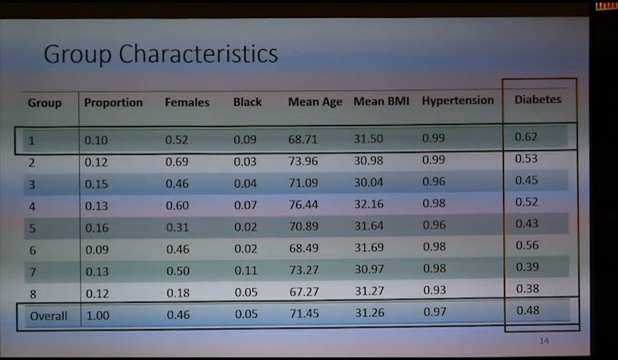 Group Characteristics
Group Proportion Females Black Mean Age Mean BMI Hypertension Diabetes
1 0.10 0.52 0.09 68.71 31.50 0.99 0.62
2 0.12 0.69 0.03 73.96 30.98 0.99 0.53
3 0.15 0.46 0.04 71.09 30.04 0.96 0.45
4 0.13 0.60 0.07 76.44 32.16 0.98 0.52
5 0.16 0.31 0.02 70.89 31.64 0.96 0.43
6 0.09 0.46 0.02 68.49 31.69 0.98 0.56
7 0.13 0.50 0.11 73.27 30.97 0.98 0.39
8 0.12 0.18 0.05 67.27 31.27 0.93 0.38
Overall 1.00 0.46 0.05 71.45 31.26 0.97 0.48
14